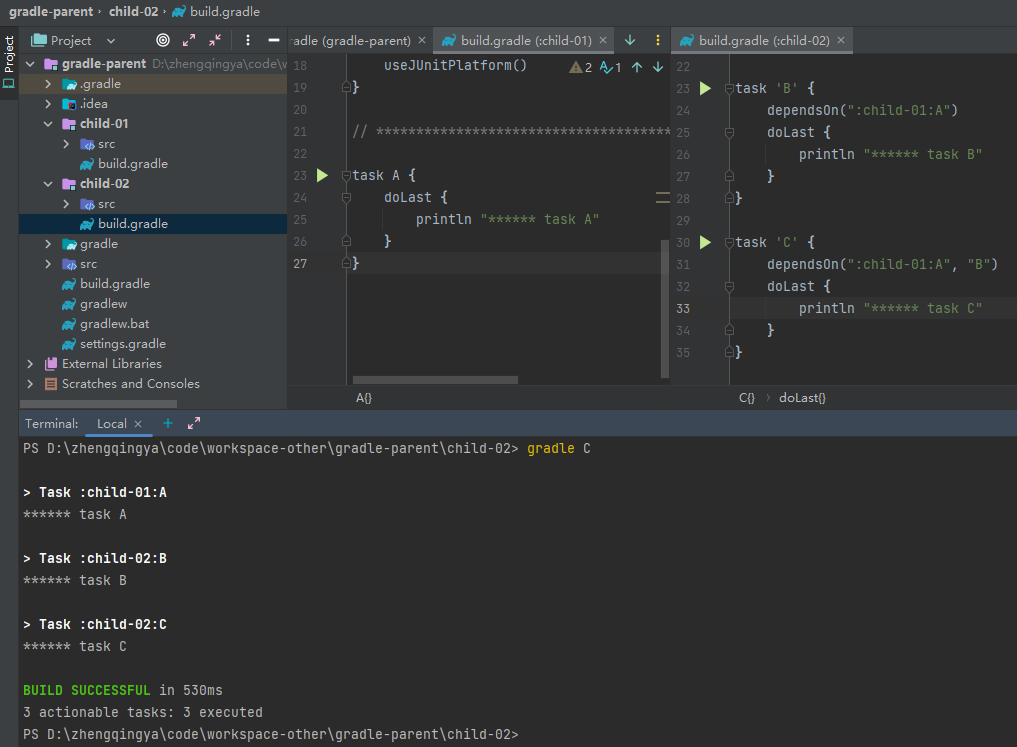 gradle-parent › child-02 › build.gradle
Project
Project
gradle-parent D:\zhengqingya\code\w
.gradle
.idea
child-01
src
build.gradle
child-02
src
build.gradle
gradle
src
build.gradle
gradlew
gradlew.bat
settings.gradle
External Libraries
Scratches and Consoles
radle (gradle-parent) ×
build.gradle (:child-01) ×
2 1
18 useJUnitPlatform()
19 }
20
21 // *************************************
22
23 task A {
24 doLast {
25 println "****** task A"
26 }
27 }
A{}
build.gradle (:child-02) ×
22
23 task 'B' {
24 dependsOn(":child-01:A")
25 doLast {
26 println "****** task B"
27 }
28 }
29
30 task 'C' {
31 dependsOn(":child-01:A", "B")
32 doLast {
33 println "****** task C"
34 }
35 }
C{} › doLast{}
Terminal: Local × +
PS D:\zhengqingya\code\workspace-other\gradle-parent\child-02> gradle C
> Task :child-01:A
****** task A
> Task :child-02:B
****** task B
> Task :child-02:C
****** task C
BUILD SUCCESSFUL in 530ms
3 actionable tasks: 3 executed
PS D:\zhengqingya\code\workspace-other\gradle-parent\child-02>